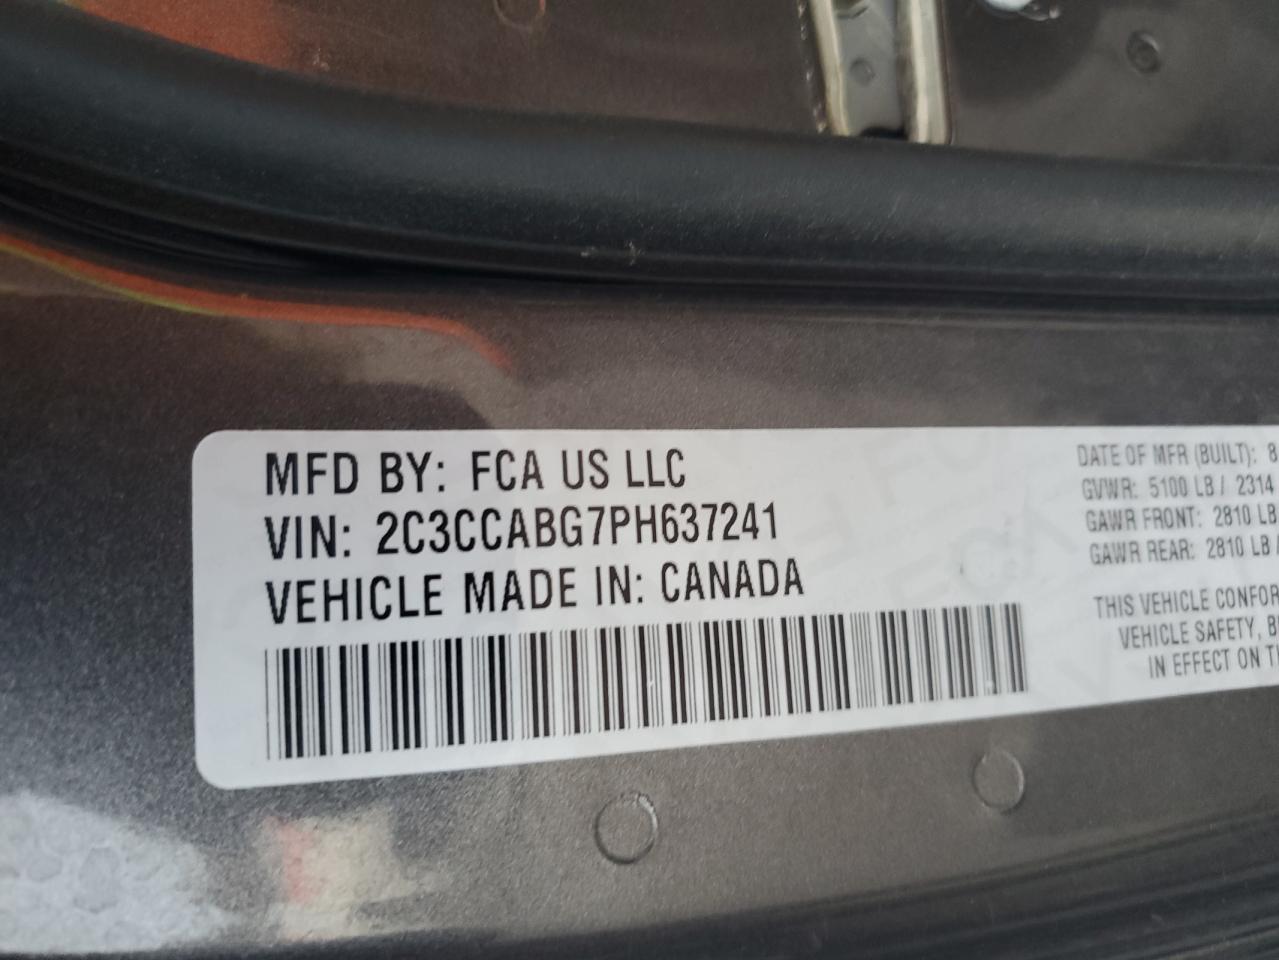 MFD BY: FCA US LLC
VIN: 2C3CCABG7PH637241
VEHICLE MADE IN: CANADA
DATE OF MFR (BUILT): 8
GVWR: 5100 LB / 2314
GAWR FRONT: 2810 LB
GAWR REAR: 2810 LB /
THIS VEHICLE CONFOR
VEHICLE SAFETY, B
IN EFFECT ON T